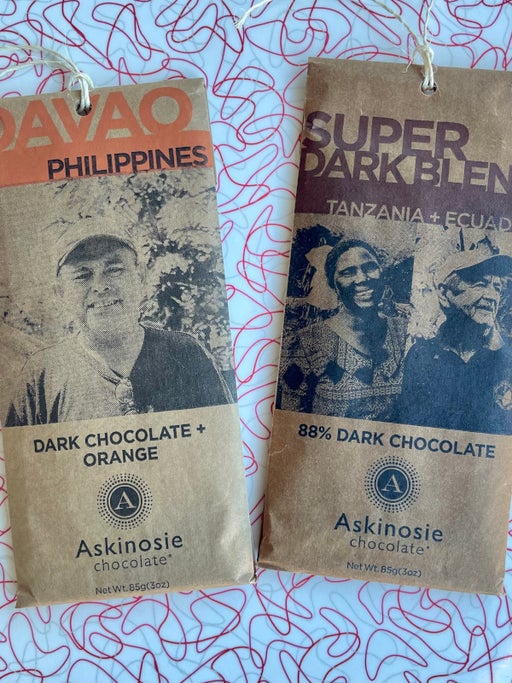 DAVAO
PHILIPPINES
DARK CHOCOLATE +
ORANGE
A
Askinosie
chocolate®
Net Wt. 85g(3oz)
SUPER
DARK BLEN
TANZANIA + ECUAD
88% DARK CHOCOLATE
A
Askinosie
chocolate®
Net Wt. 85g(3oz)